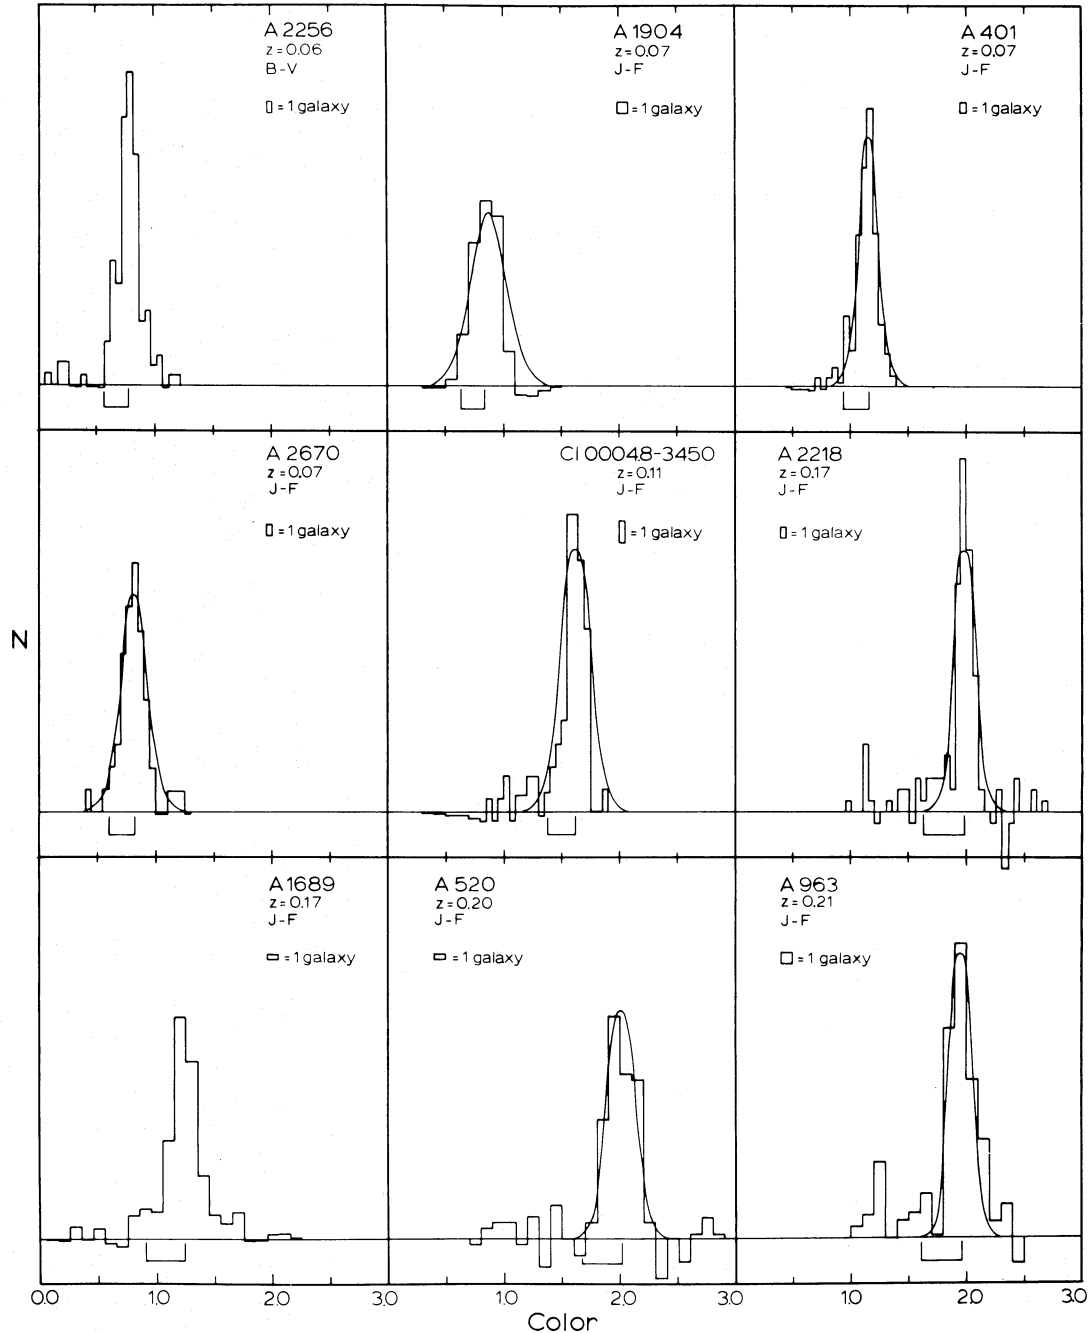 A 2256
z=0.06
B-V
=1 galaxy
A 1904
z=0.07
J-F
=1 galaxy
A 401
z=0.07
J-F
=1 galaxy
A 2670
z=0.07
J-F
=1 galaxy
Cl 0004.8-3450
z=0.11
J-F
=1 galaxy
A 2218
z=0.17
J-F
=1 galaxy
N
A 1689
z=0.17
J-F
=1 galaxy
A 520
z=0.20
J-F
=1 galaxy
A 963
z=0.21
J-F
=1 galaxy
0.0 1.0 2.0 3.0 1.0 2.0 3.0 1.0 2.0 3.0
Color